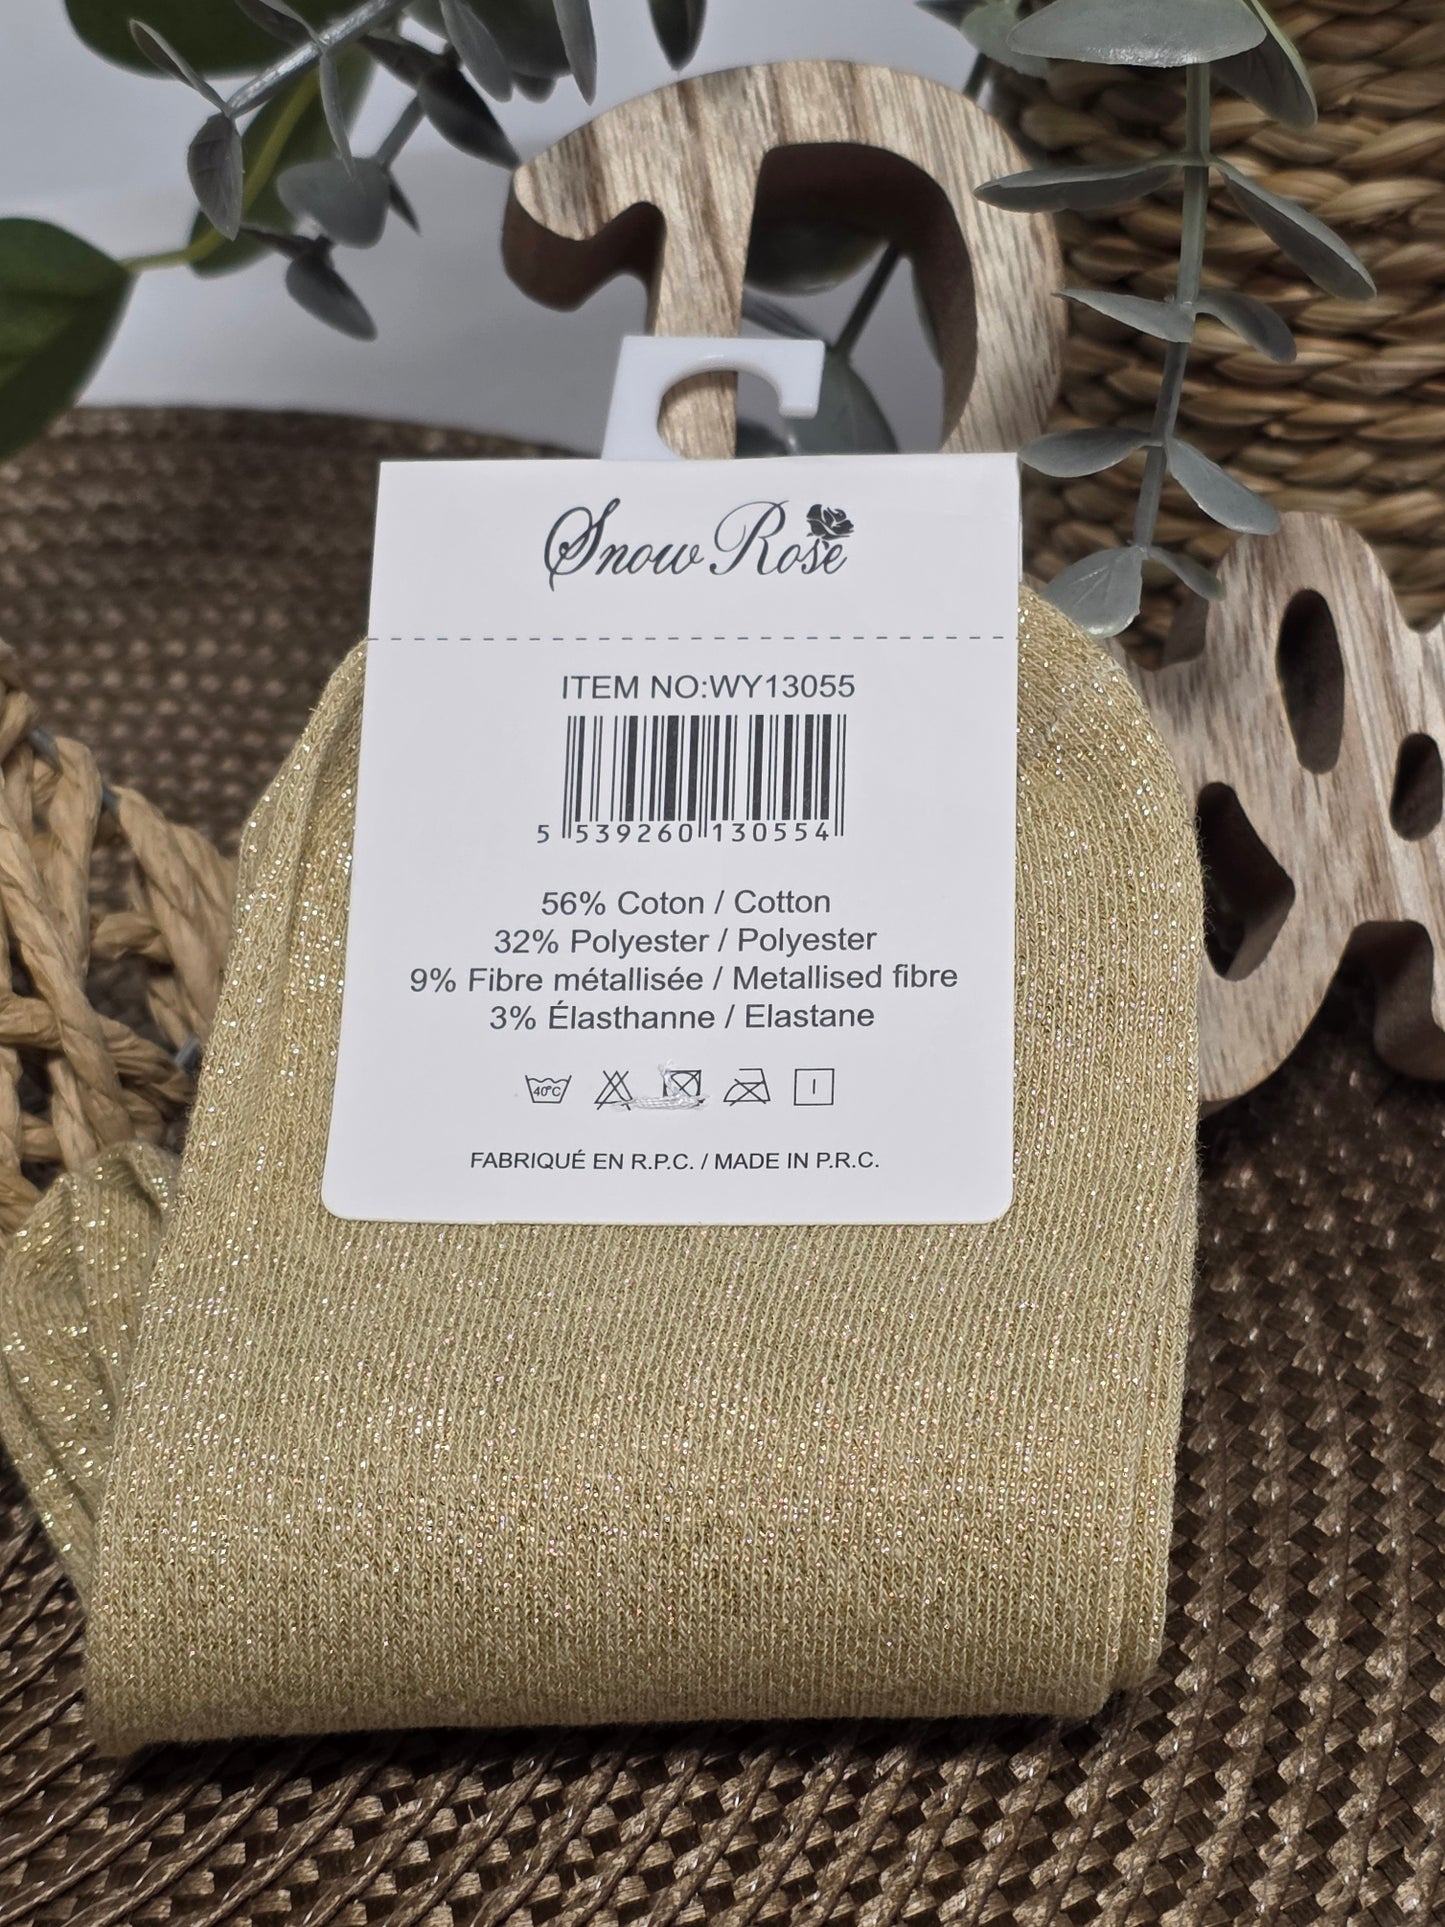 Snow Rose
ITEM NO:WY13055
5 539260 130554
56% Coton / Cotton
32% Polyester / Polyester
9% Fibre métallisée / Metallised fibre
3% Élasthanne / Elastane
40°C
FABRIQUÉ EN R.P.C. / MADE IN P.R.C.